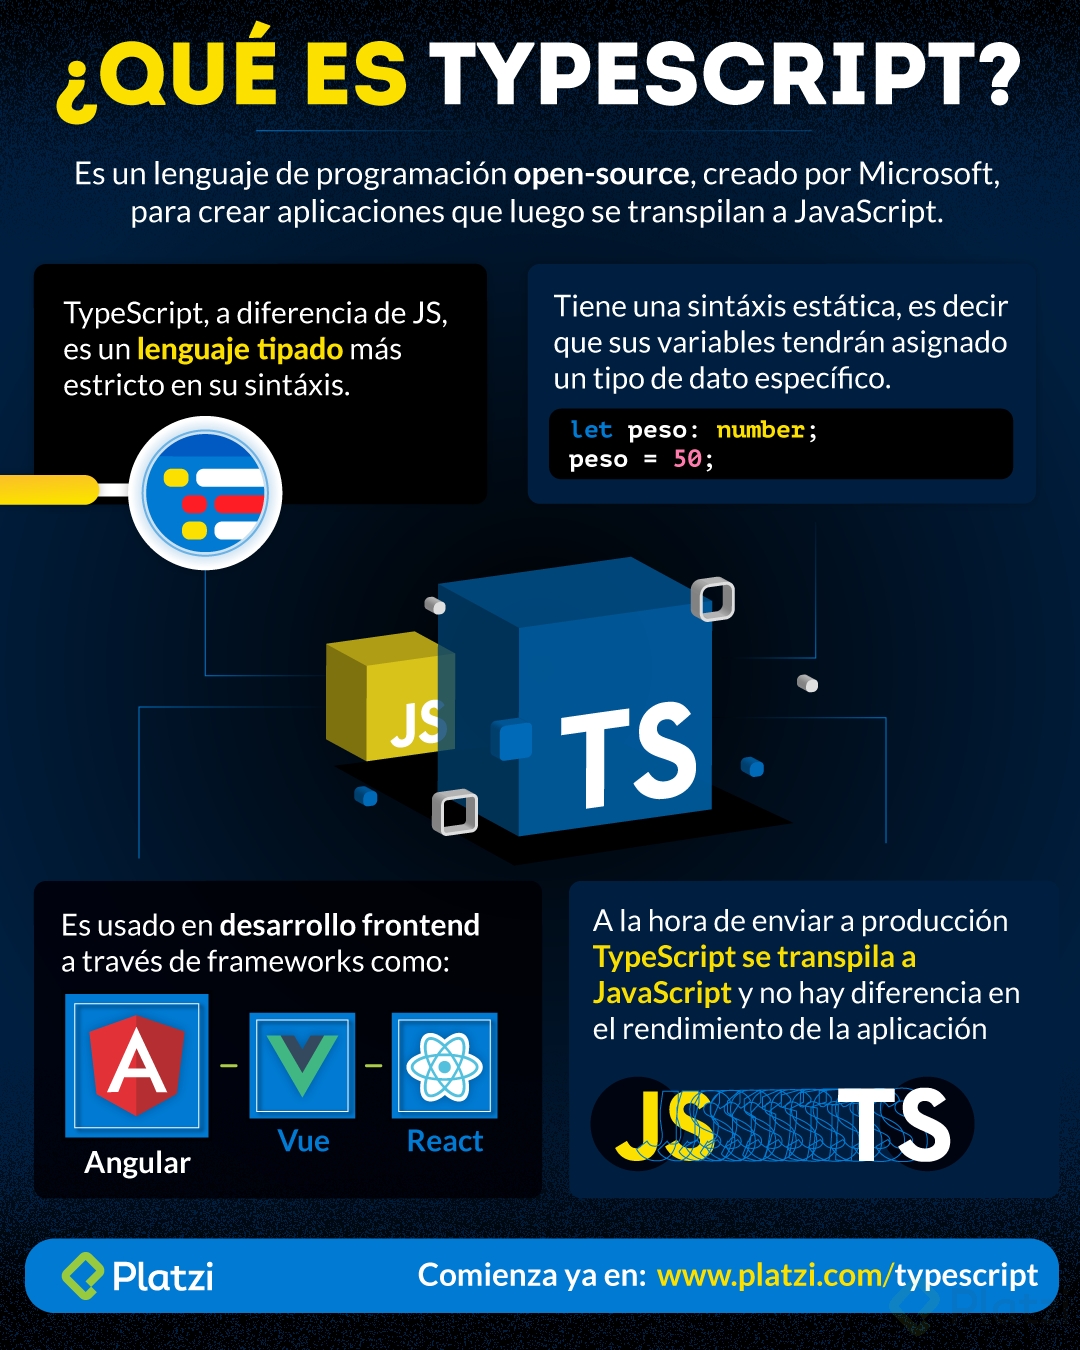 ¿QUÉ ES TYPESCRIPT?
Es un lenguaje de programación open-source, creado por Microsoft,
para crear aplicaciones que luego se transpilan a JavaScript.
TypeScript, a diferencia de JS,
es un lenguaje tipado más
estricto en su sintáxis.
Tiene una sintáxis estática, es decir
que sus variables tendrán asignado
un tipo de dato específico.
let peso: number;
peso = 50;
JS
TS
Es usado en desarrollo frontend
a través de frameworks como:
Angular
Vue
React
A la hora de enviar a producción
TypeScript se transpila a
JavaScript y no hay diferencia en
el rendimiento de la aplicación
JS TS
Platzi
Comienza ya en: www.platzi.com/typescript